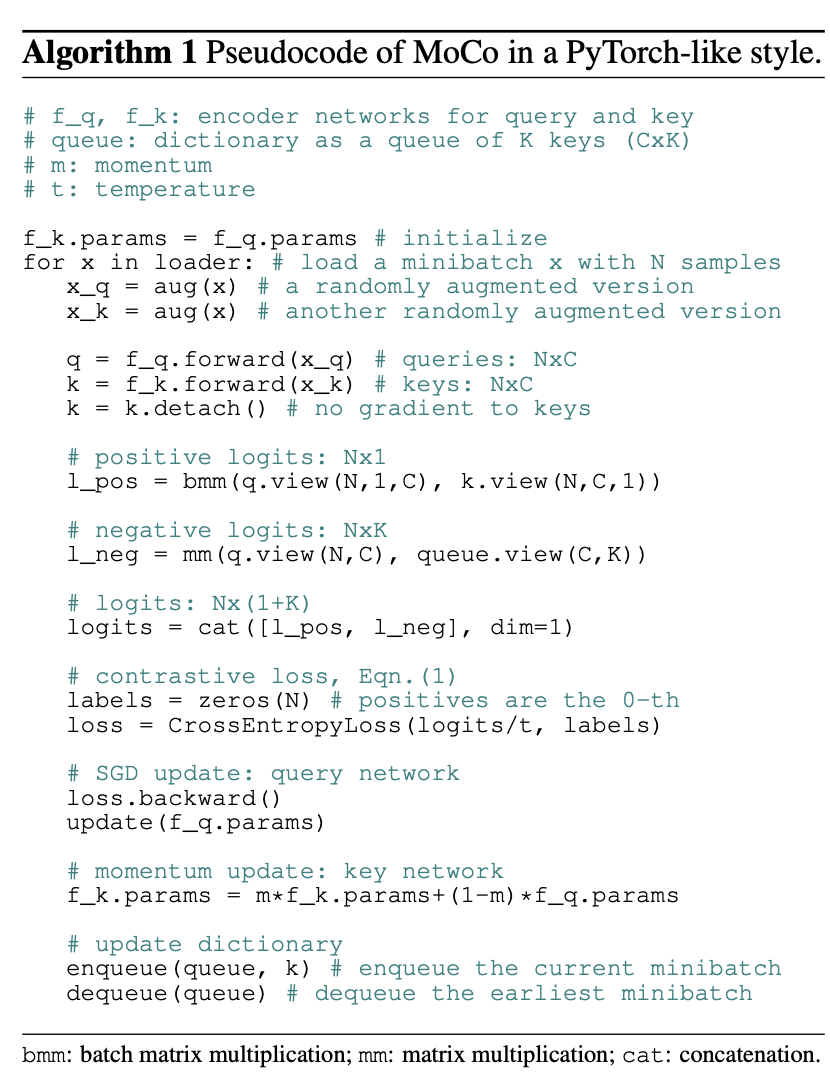 Algorithm 1 Pseudocode of MoCo in a PyTorch-like style.
# f_q, f_k: encoder networks for query and key
# queue: dictionary as a queue of K keys (CxK)
# m: momentum
# t: temperature
f_k.params = f_q.params # initialize
for x in loader: # load a minibatch x with N samples
x_q = aug(x) # a randomly augmented version
x_k = aug(x) # another randomly augmented version
q = f_q.forward(x_q) # queries: NxC
k = f_k.forward(x_k) # keys: NxC
k = k.detach() # no gradient to keys
# positive logits: Nx1
l_pos = bmm(q.view(N,1,C), k.view(N,C,1))
# negative logits: NxK
l_neg = mm(q.view(N,C), queue.view(C,K))
# logits: Nx(1+K)
logits = cat([l_pos, l_neg], dim=1)
# contrastive loss, Eqn.(1)
labels = zeros(N) # positives are the 0-th
loss = CrossEntropyLoss(logits/t, labels)
# SGD update: query network
loss.backward()
update(f_q.params)
# momentum update: key network
f_k.params = m*f_k.params+(1-m)*f_q.params
# update dictionary
enqueue(queue, k) # enqueue the current minibatch
dequeue(queue) # dequeue the earliest minibatch
bmm: batch matrix multiplication; mm: matrix multiplication; cat: concatenation.